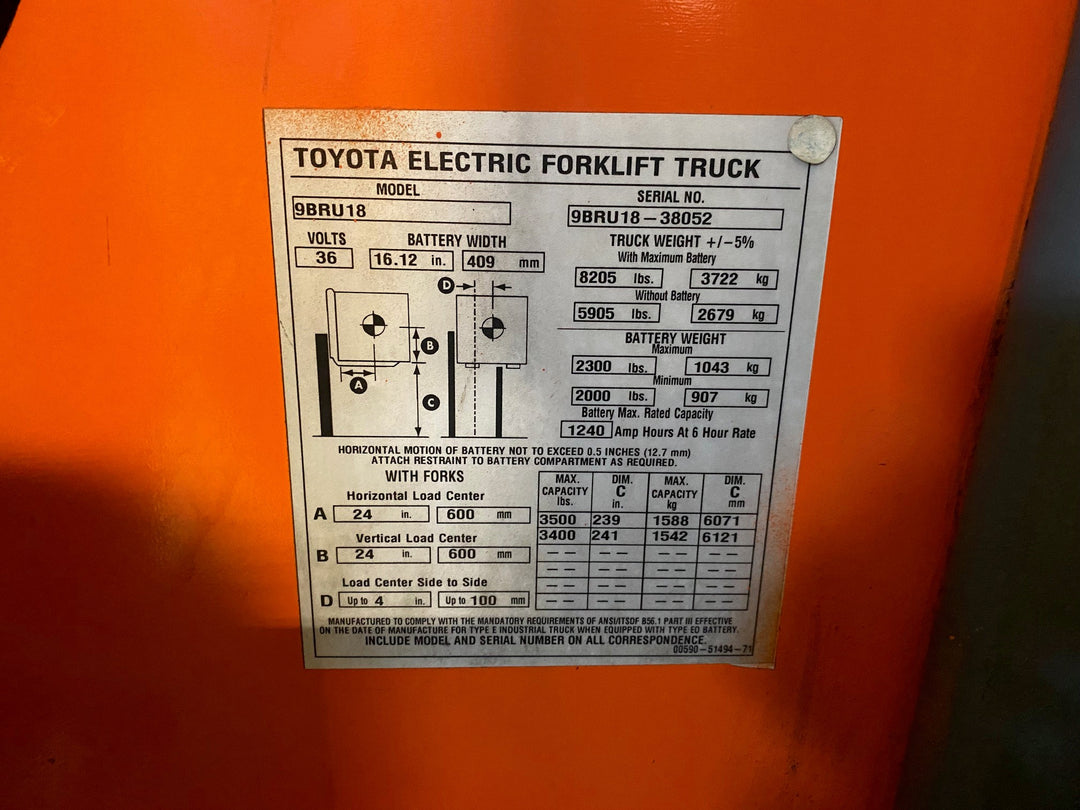 TOYOTA ELECTRIC FORKLIFT TRUCK
MODEL
9BRU18
SERIAL NO.
9BRU18-38052
VOLTS
36
BATTERY WIDTH
16.12 in. 409 mm
TRUCK WEIGHT +/-5%
With Maximum Battery
8205 lbs. 3722 kg
Without Battery
5905 lbs. 2679 kg
BATTERY WEIGHT
Maximum
2300 lbs. 1043 kg
Minimum
2000 lbs. 907 kg
Battery Max. Rated Capacity
1240 Amp Hours At 6 Hour Rate
D
B
A
C
HORIZONTAL MOTION OF BATTERY NOT TO EXCEED 0.5 INCHES (12.7 mm)
ATTACH RESTRAINT TO BATTERY COMPARTMENT AS REQUIRED.
WITH FORKS
Horizontal Load Center
A 24 in. 600 mm
Vertical Load Center
B 24 in. 600 mm
Load Center Side to Side
D Up to 4 in. Up to 100 mm
MAX. DIM. MAX. DIM.
CAPACITY C CAPACITY C
lbs. in. kg mm
3500 239 1588 6071
3400 241 1542 6121
-- -- -- --
-- -- -- --
-- -- -- --
-- -- -- --
MANUFACTURED TO COMPLY WITH THE MANDATORY REQUIREMENTS OF ANSI/ITSDF B56.1 PART III EFFECTIVE
ON THE DATE OF MANUFACTURE FOR TYPE E INDUSTRIAL TRUCK WHEN EQUIPPED WITH TYPE EO BATTERY.
INCLUDE MODEL AND SERIAL NUMBER ON ALL CORRESPONDENCE.
00590-51494-71